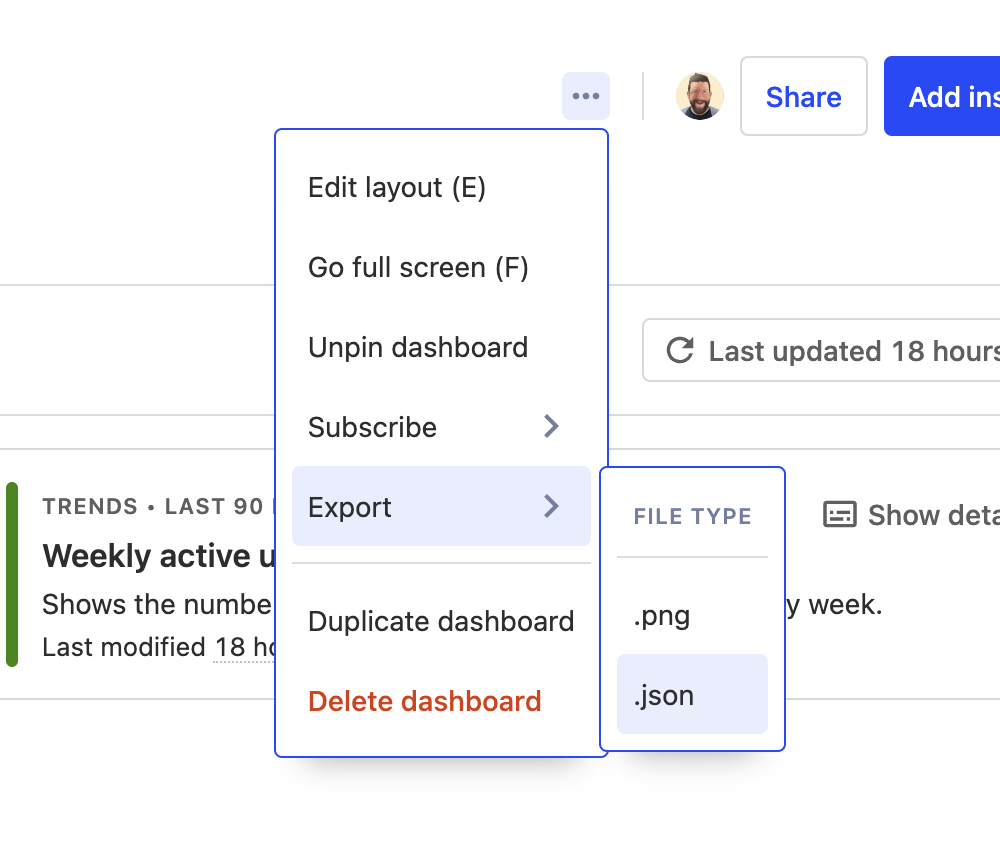 Share
Add ins
Edit layout (E)
Go full screen (F)
Unpin dashboard
Last updated 18 hours
Subscribe
Export
FILE TYPE
.png
.json
Duplicate dashboard
Delete dashboard
TRENDS • LAST 90
Weekly active u
Shows the numbe
y week.
Last modified 18 ho
Show deta